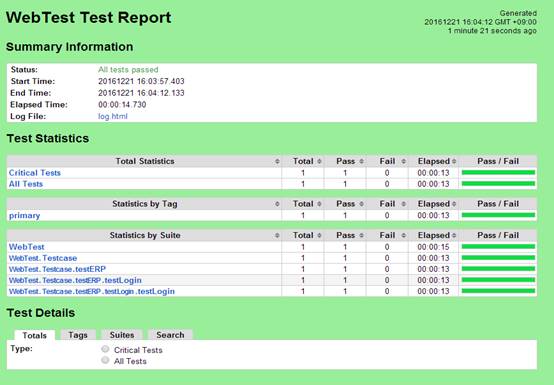 WebTest Test Report
Generated
20161221 16:04:12 GMT +09:00
1 minute 21 seconds ago
Summary Information
Status: All tests passed
Start Time: 20161221 16:03:57.403
End Time: 20161221 16:04:12.133
Elapsed Time: 00:00:14.730
Log File: log.html
Test Statistics
Total Statistics Total Pass Fail Elapsed Pass / Fail
Critical Tests 1 1 0 00:00:13
All Tests 1 1 0 00:00:13
Statistics by Tag Total Pass Fail Elapsed Pass / Fail
primary 1 1 0 00:00:13
Statistics by Suite Total Pass Fail Elapsed Pass / Fail
WebTest 1 1 0 00:00:15
WebTest.Testcase 1 1 0 00:00:13
WebTest.Testcase.testERP 1 1 0 00:00:13
WebTest.Testcase.testERP.testLogin 1 1 0 00:00:13
WebTest.Testcase.testERP.testLogin.testLogin 1 1 0 00:00:13
Test Details
Totals Tags Suites Search
Type: Critical Tests
All Tests